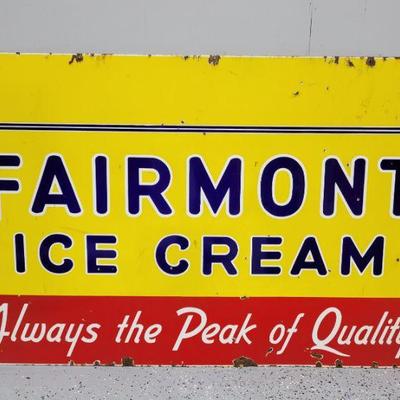 FAIRMONT
ICE CREAM
Always the Peak of Quality